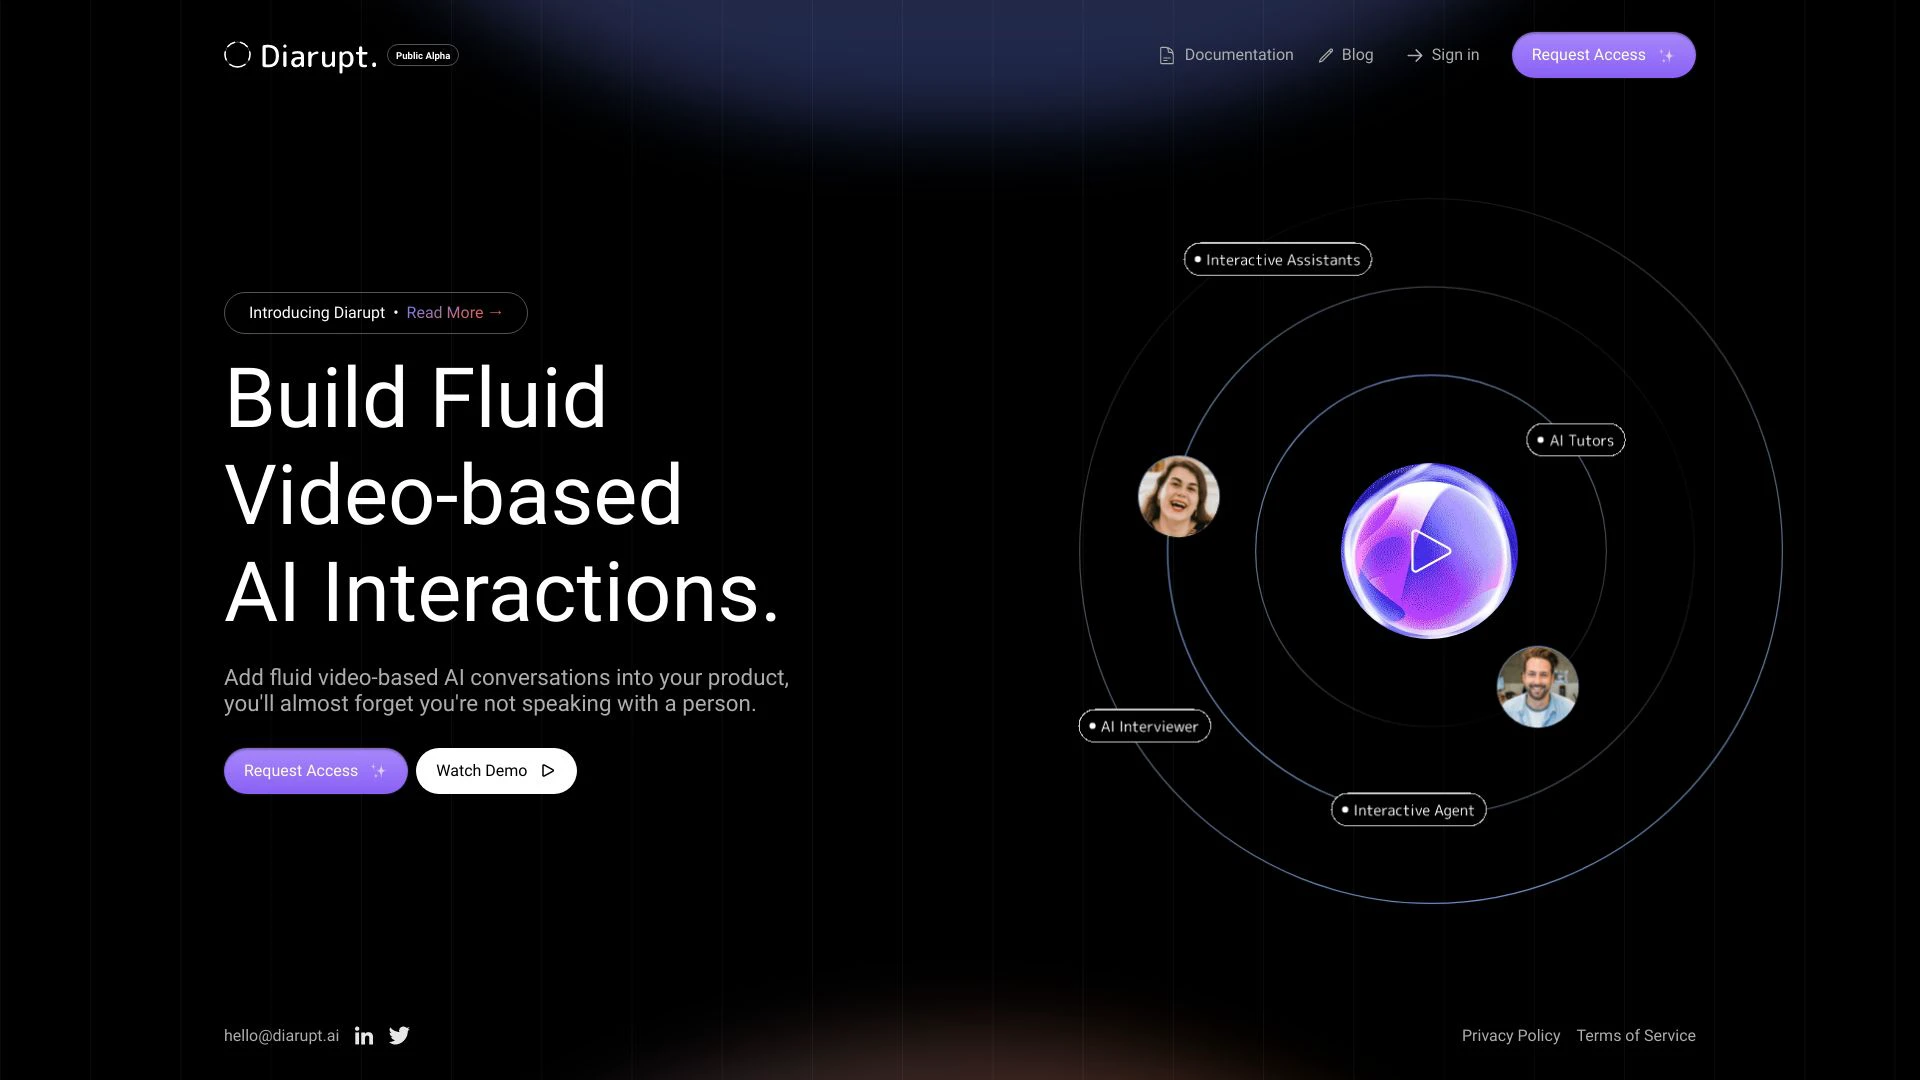 Diarupt.
Public Alpha
Documentation
Blog
Sign in
Request Access
Introducing Diarupt • Read More →
Build Fluid
Video-based
AI Interactions.
Add fluid video-based AI conversations into your product,
you'll almost forget you're not speaking with a person.
Request Access
Watch Demo
Interactive Assistants
AI Tutors
AI Interviewer
Interactive Agent
hello@diarupt.ai
Privacy Policy
Terms of Service